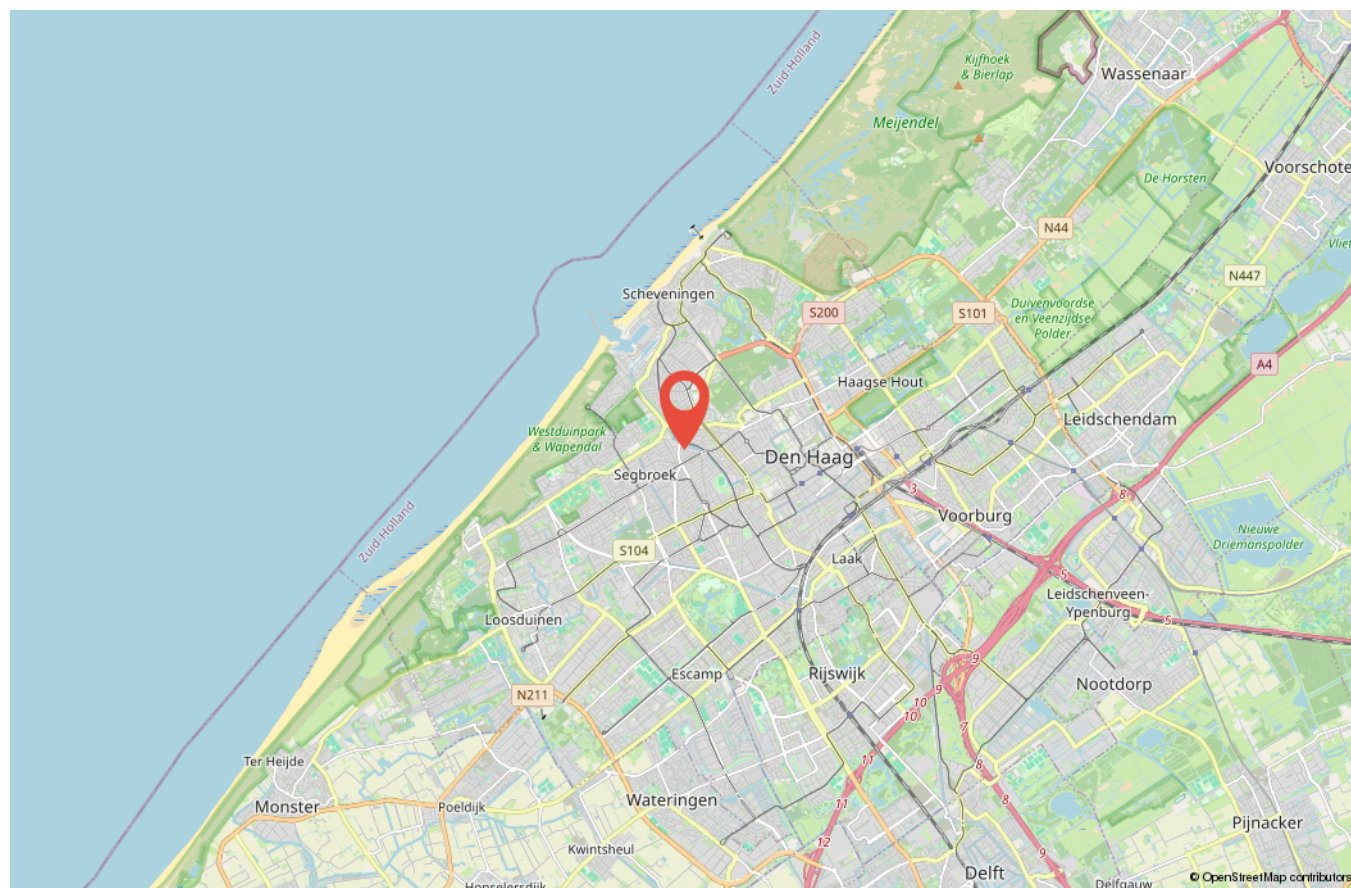 Zuid-Holland
Kijfhoek
& Bierlap
Wassenaar
Meijendel
Voorschote
De Horsten
N44
Vliet
N447
Scheveningen
S200
S101
Duivenvoordse
en Veenzijdse
Polder
A4
Haagse Hout
Leidschendam
Westduinpark
& Wapendal
Den Haag
Segbroek
3
8
Voorburg
Zuid-Holland
Nieuwe
Driemanspolder
S104
Laak
5
Leidschenveen-
Ypenburg
5
Loosduinen
9
Escamp
Rijswijk
9
Nootdorp
N211
10
10
7
11
8
Ter Heijde
8
Monster
Poeldijk
Wateringen
11
Pijnacker
12
Kwintsheul
9
Delft
Honselersdijk
Delfgauw
© OpenStreetMap contributors